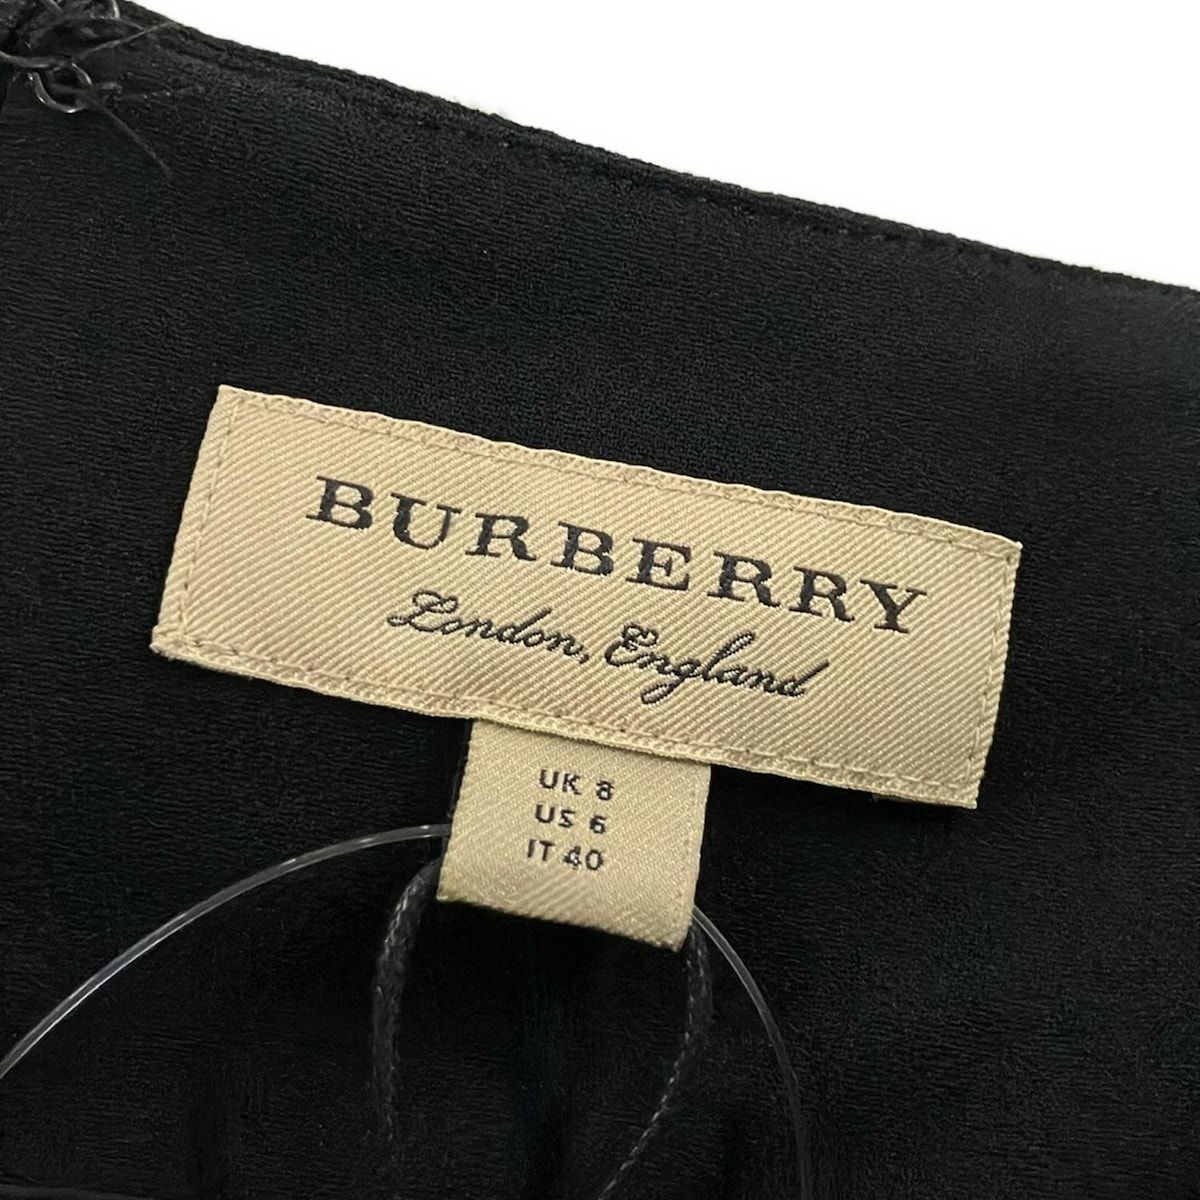 BURBERRY
London, England
UK 8
US 6
IT 40